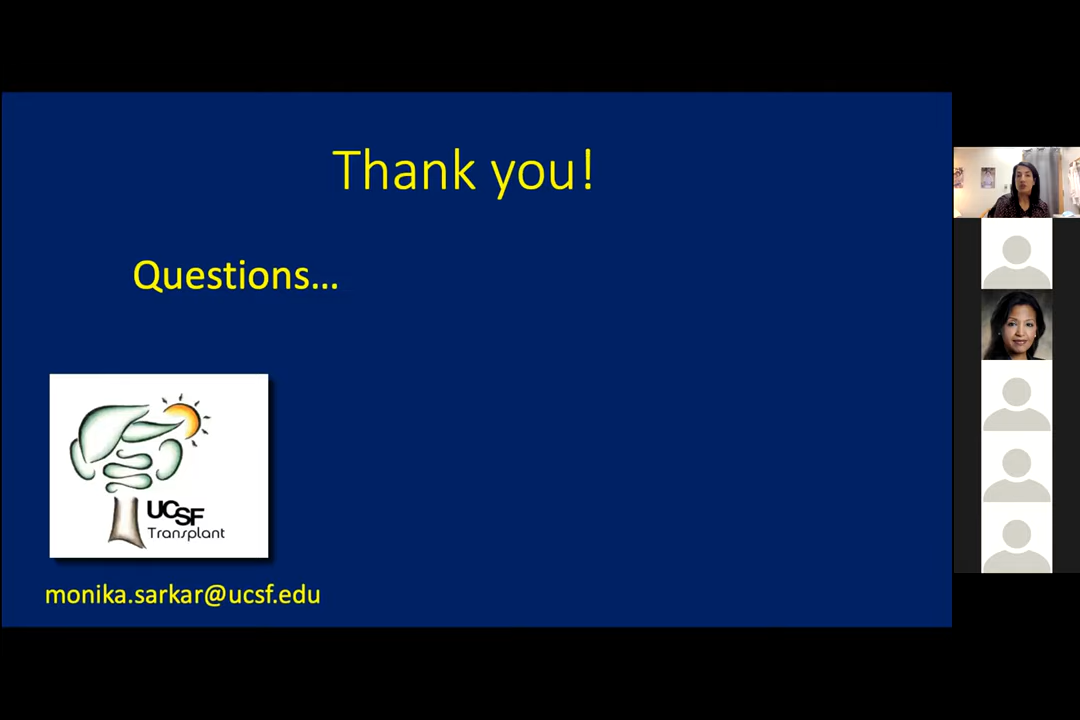 Thank you!
Questions...
UCSF
Transplant
monika.sarkar@ucsf.edu